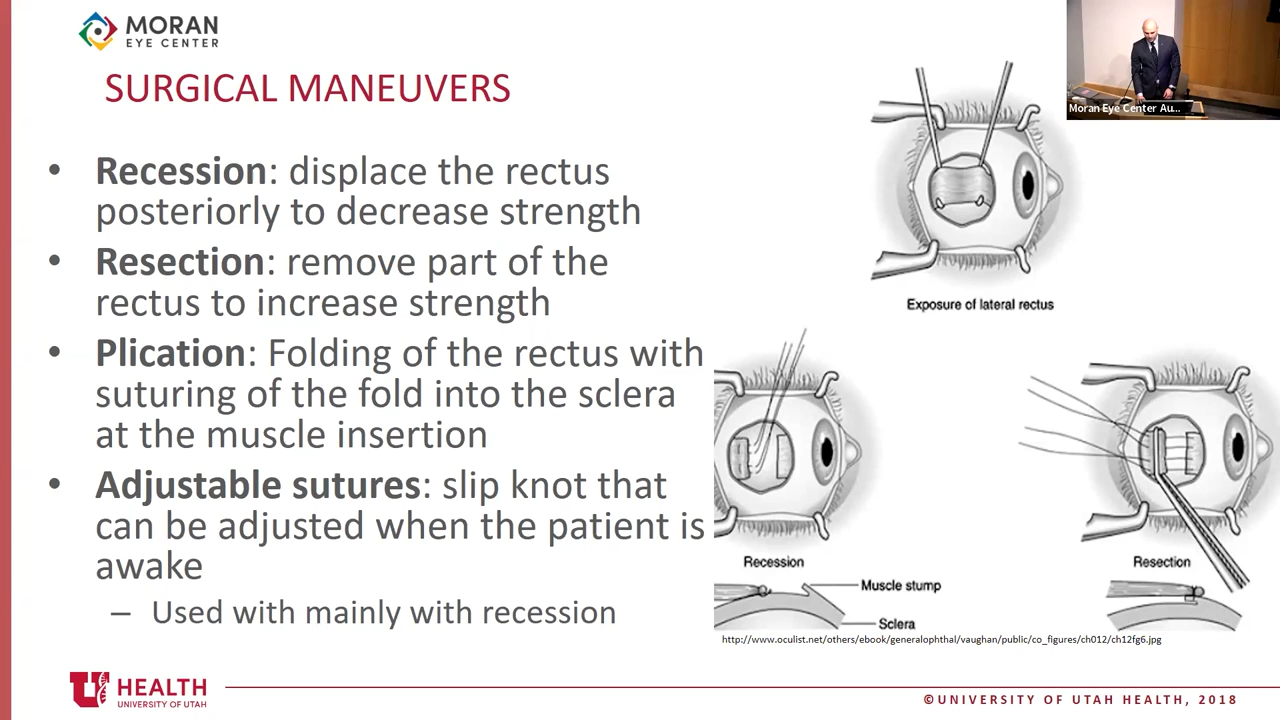 MORAN
EYE CENTER
SURGICAL MANEUVERS
• Recession: displace the rectus
posteriorly to decrease strength
• Resection: remove part of the
rectus to increase strength
• Plication: Folding of the rectus with
suturing of the fold into the sclera
at the muscle insertion
• Adjustable sutures: slip knot that
can be adjusted when the patient is
awake
– Used with mainly with recession
Moran Eye Center Au...
Exposure of lateral rectus
Recession
Resection
Muscle stump
Sclera
http://www.oculist.net/others/ebook/generalophthal/vaughan/public/co_figures/ch012/ch12fg6.jpg
U HEALTH
UNIVERSITY OF UTAH
©UNIVERSITY OF UTAH HEALTH, 2018